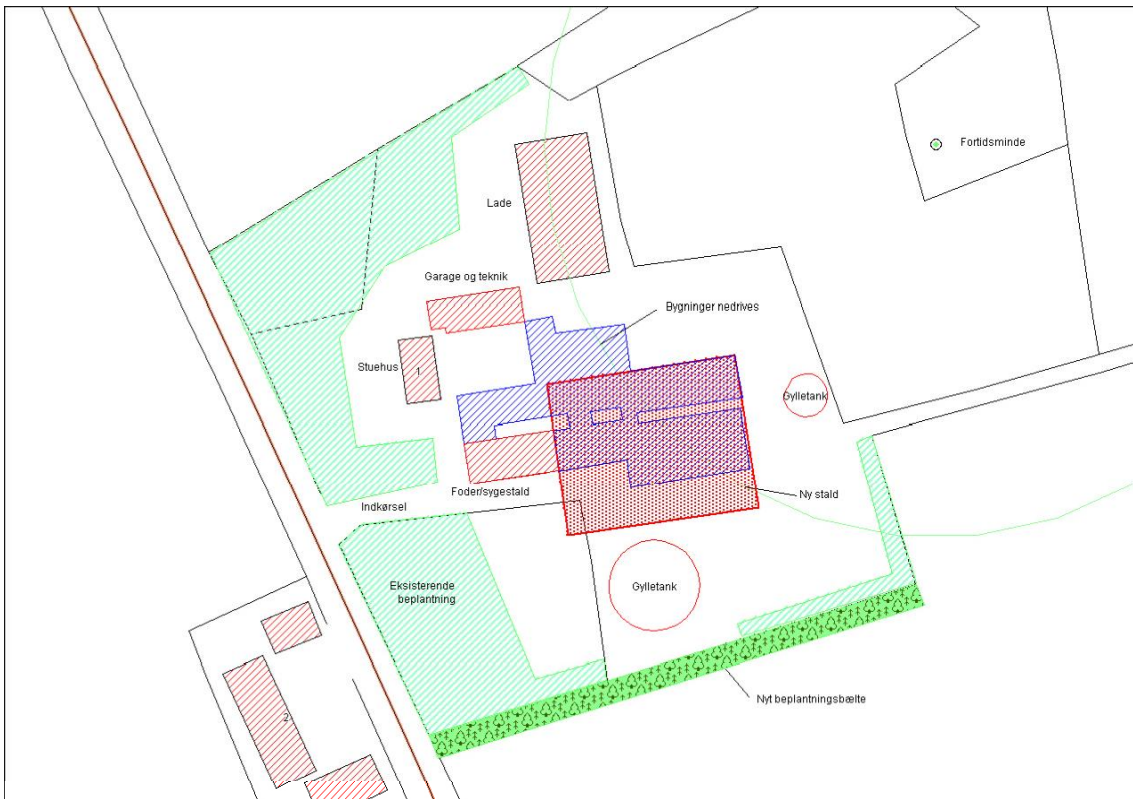 Fortidsminde
Lade
Garage og teknik
Bygninger nedrives
Stuehus
1
Gylletank
Foder/sygestald
Ny stald
Indkørsel
Eksisterende
beplantning
Gylletank
Nyt beplantningsbælte
2